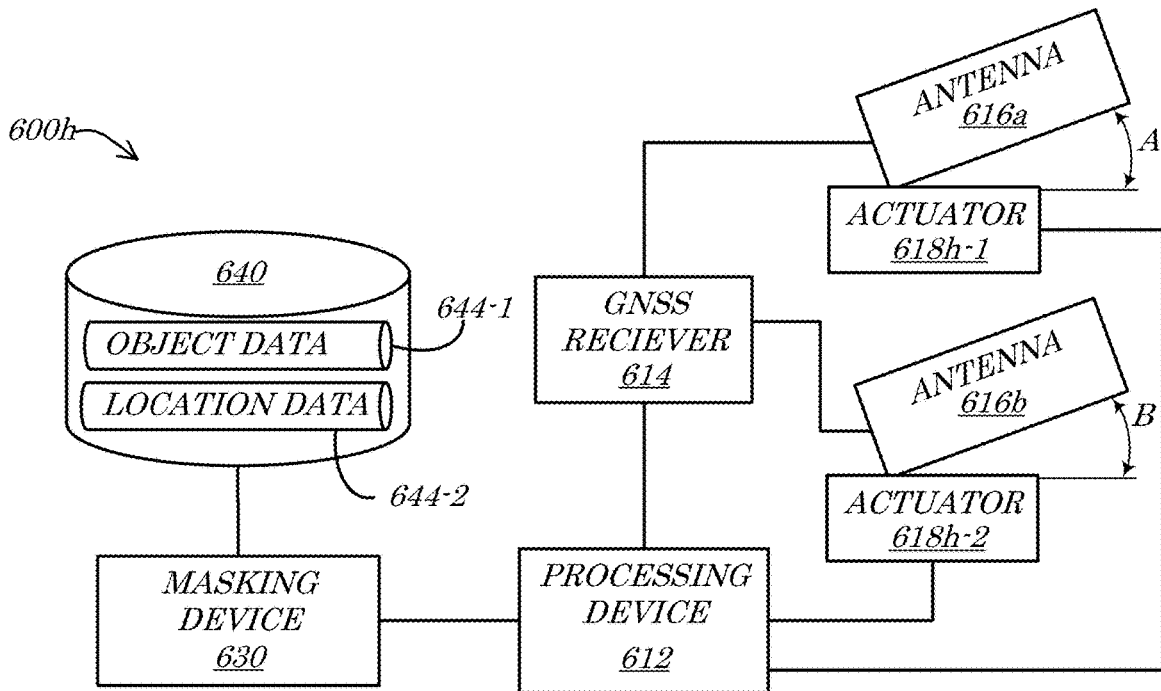 600h
640
OBJECT DATA
LOCATION DATA
644-1
644-2
MASKING
DEVICE
630
GNSS
RECIEVER
614
PROCESSING
DEVICE
612
ANTENNA
616a
A
ACTUATOR
618h-1
ANTENNA
616b
B
ACTUATOR
618h-2